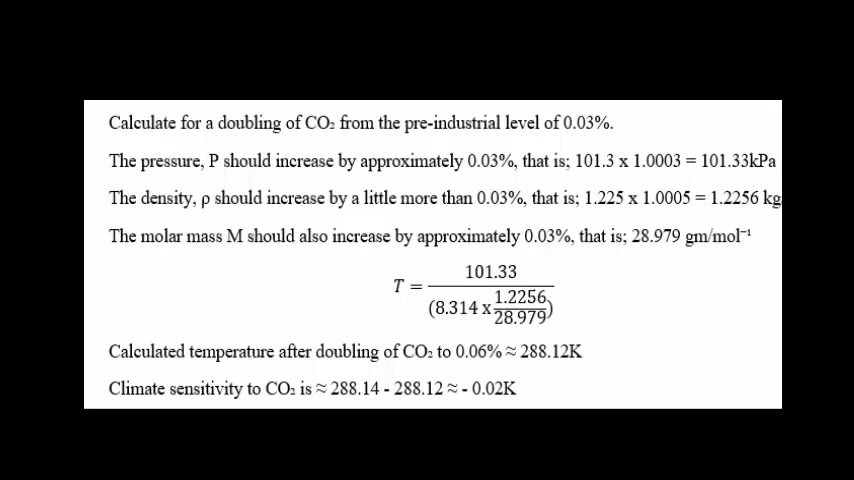 Calculate for a doubling of CO₂ from the pre-industrial level of 0.03%.
The pressure, P should increase by approximately 0.03%, that is; 101.3 x 1.0003 = 101.33kPa
The density, ρ should increase by a little more than 0.03%, that is; 1.225 x 1.0005 = 1.2256 kg
The molar mass M should also increase by approximately 0.03%, that is; 28.979 gm/mol⁻¹
101.33
T =
(8.314 x 1.2256
28.979)
Calculated temperature after doubling of CO₂ to 0.06% ≈ 288.12K
Climate sensitivity to CO₂ is ≈ 288.14 - 288.12 ≈ - 0.02K